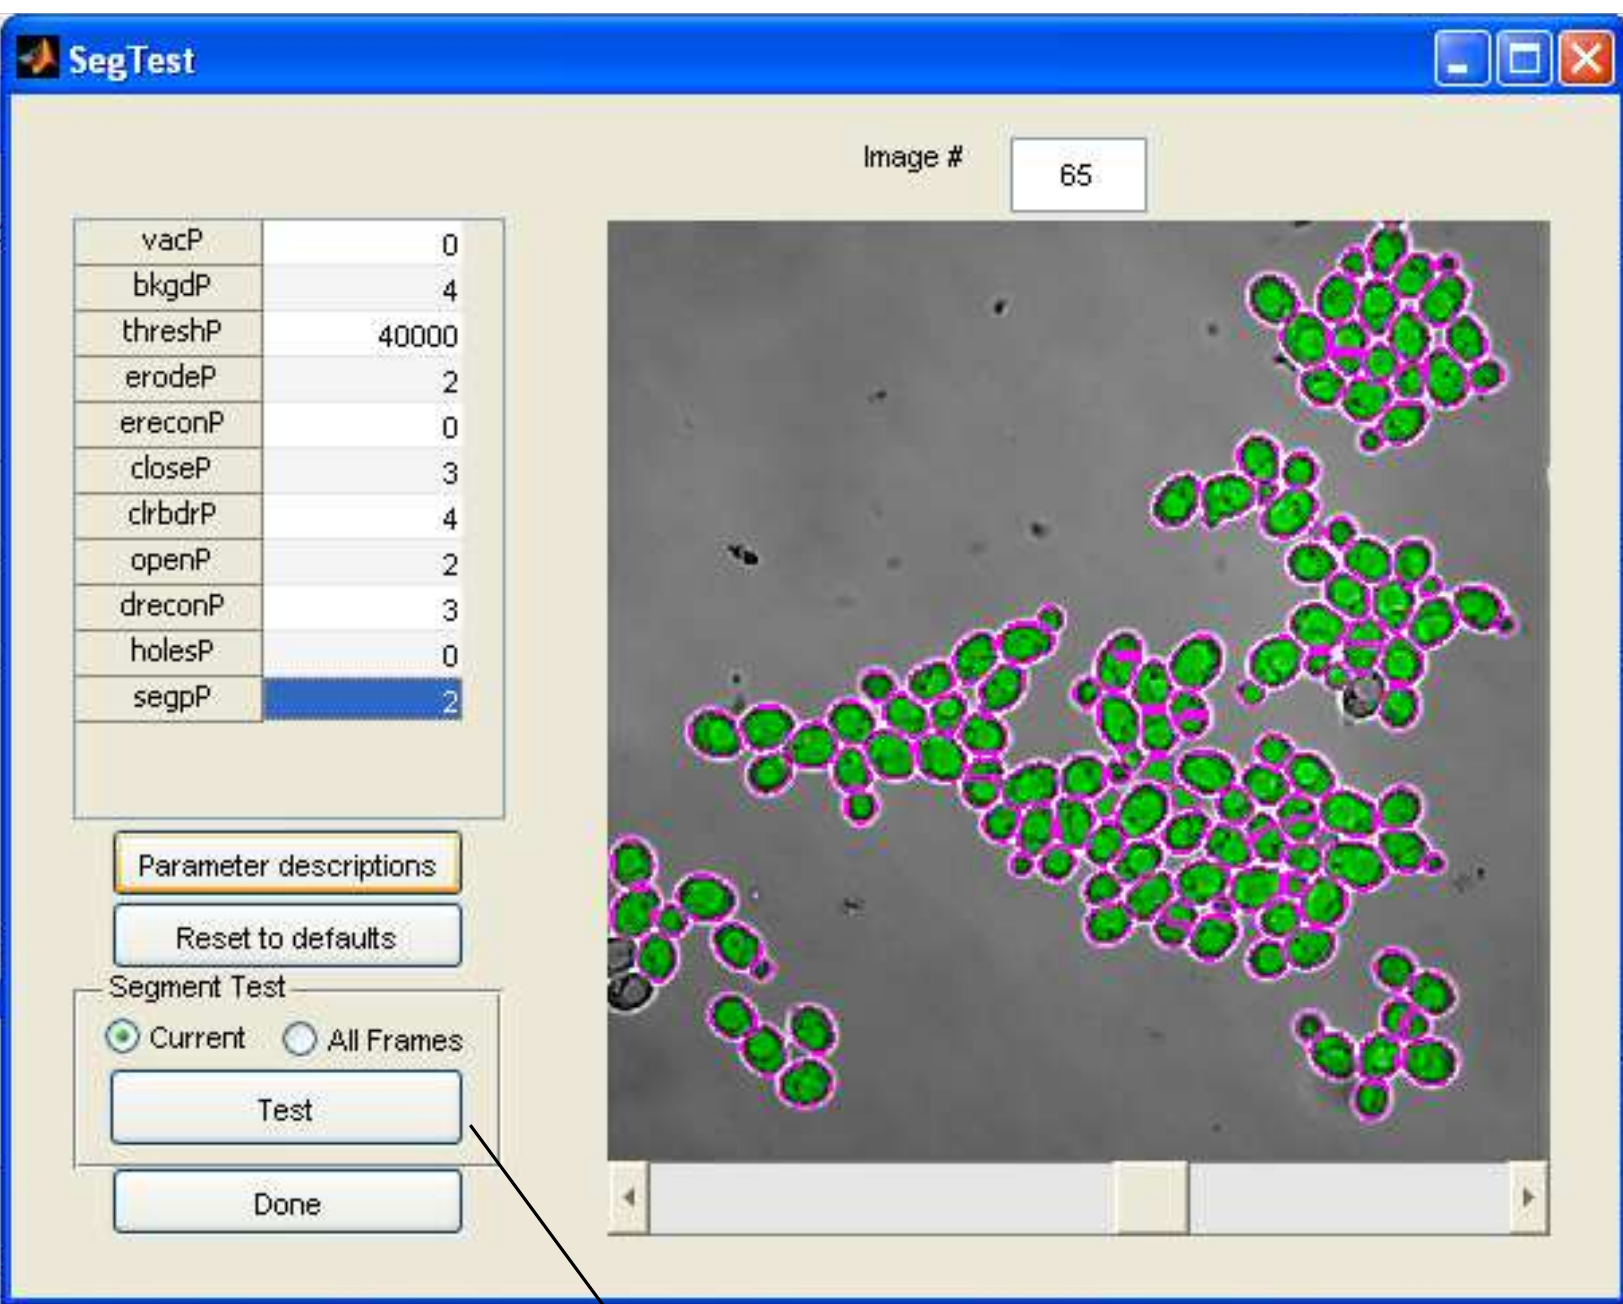 SegTest
Image # 65
vacP 0
bkgdP 4
threshP 40000
erodeP 2
ereconP 0
closeP 3
clrbdrP 4
openP 2
dreconP 3
holesP 0
segpP 2
Parameter descriptions
Reset to defaults
Segment Test
Current All Frames
Test
Done